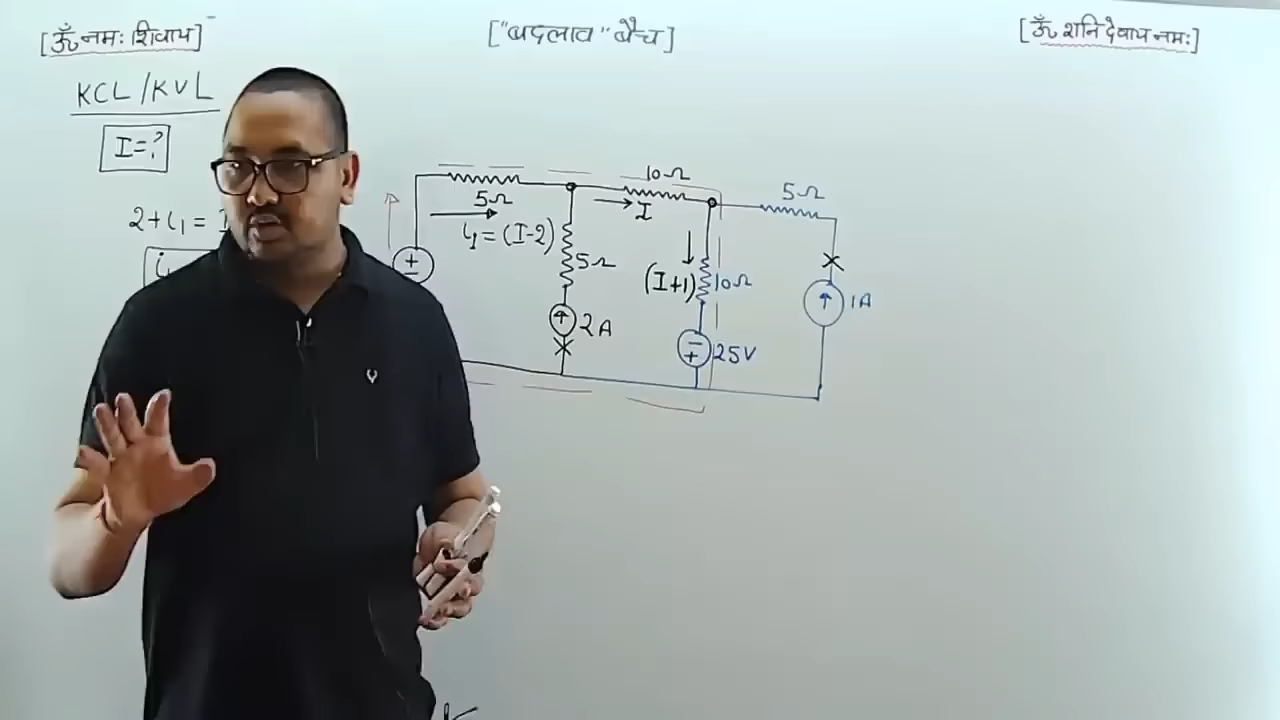 [ॐ नमः शिवाय]
["बदलाव" बैच]
[ॐ शनि देवाय नमः]
KCL/KVL
I=?
2+i₁ =
i₁
5Ω
i₁=(I-2)
+
-
5Ω
2A
10Ω
I
(I+1)
10Ω
-
+
25V
5Ω
1A